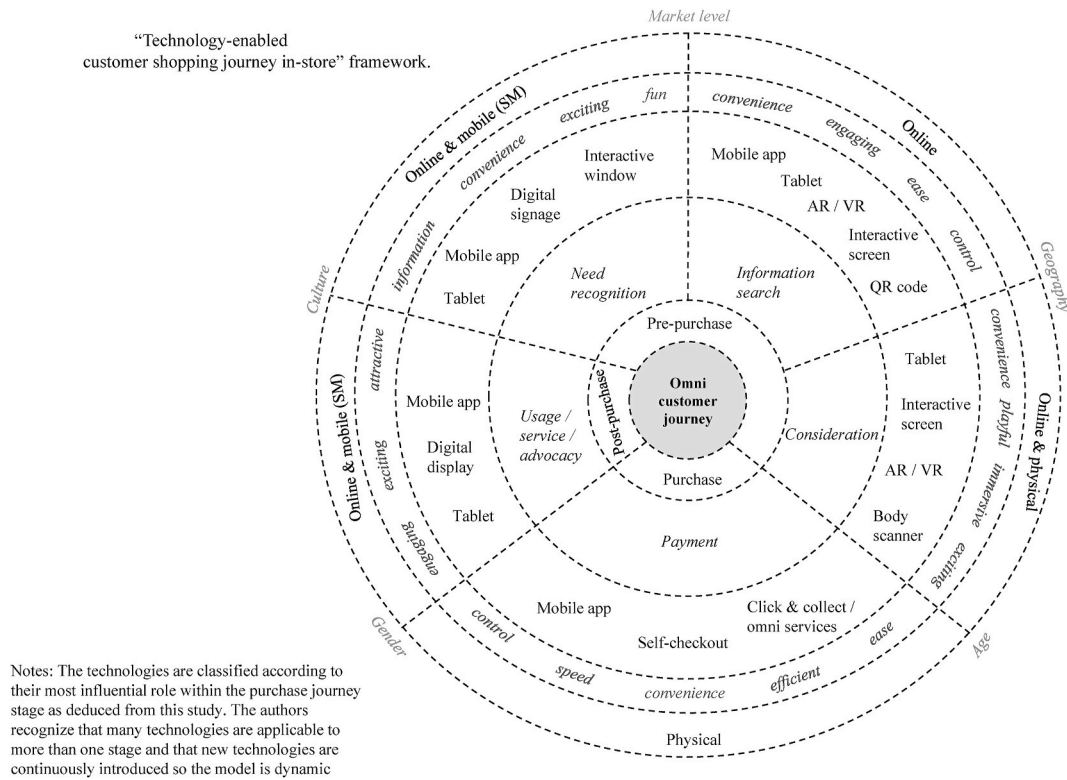 “Technology-enabled
customer shopping journey in-store” framework.
Market level
Geography
Age
Gender
Culture
Online & mobile (SM)
Online
Online & physical
Physical
Online & mobile (SM)
information
convenience
exciting
fun
convenience
engaging
ease
control
convenience
playful
immersive
exciting
ease
efficient
convenience
speed
control
engaging
exciting
attractive
Interactive
window
Digital
signage
Mobile app
Tablet
Mobile app
Tablet
AR / VR
Interactive
screen
QR code
Tablet
Interactive
screen
AR / VR
Body
scanner
Click & collect /
omni services
Self-checkout
Mobile app
Mobile app
Digital
display
Tablet
Need
recognition
Information
search
Consideration
Payment
Usage /
service /
advocacy
Pre-purchase
Purchase
Post-purchase
Omni
customer
journey
Notes: The technologies are classified according to
their most influential role within the purchase journey
stage as deduced from this study. The authors
recognize that many technologies are applicable to
more than one stage and that new technologies are
continuously introduced so the model is dynamic